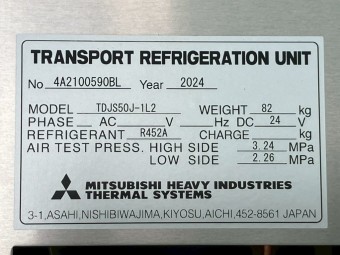 TRANSPORT REFRIGERATION UNIT
No 4A2100590BL Year 2024
MODEL TDJS50J-1L2 WEIGHT 82 kg
PHASE AC V Hz DC 24 V
REFRIGERANT R452A CHARGE kg
AIR TEST PRESS. HIGH SIDE 3.24 MPa
LOW SIDE 2.26 MPa
MITSUBISHI HEAVY INDUSTRIES
THERMAL SYSTEMS
3-1,ASAHI,NISHIBIWAJIMA,KIYOSU,AICHI,452-8561 JAPAN